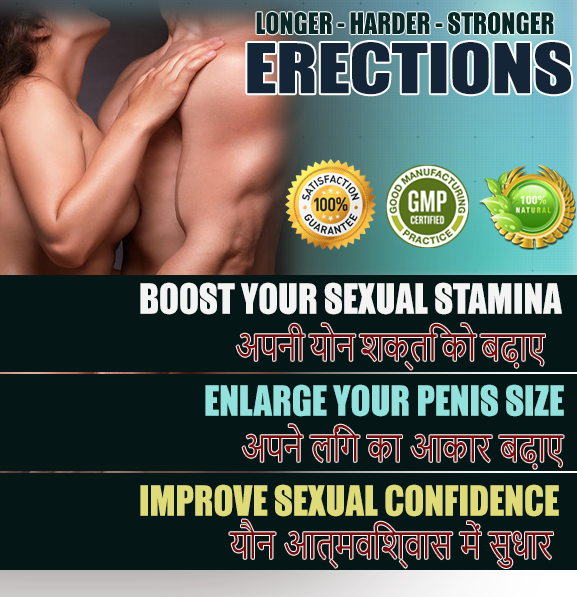 LONGER - HARDER - STRONGER
ERECTIONS
SATISFACTION
100%
GUARANTEE
GOOD MANUFACTURING
GMP
CERTIFIED
PRACTICE
100%
NATURAL
BOOST YOUR SEXUAL STAMINA
अपनी योन शक्ति को बढ़ाए
ENLARGE YOUR PENIS SIZE
अपने लगि का आकार बढ़ाए
IMPROVE SEXUAL CONFIDENCE
यौन आत्मवशि्वास में सुधार